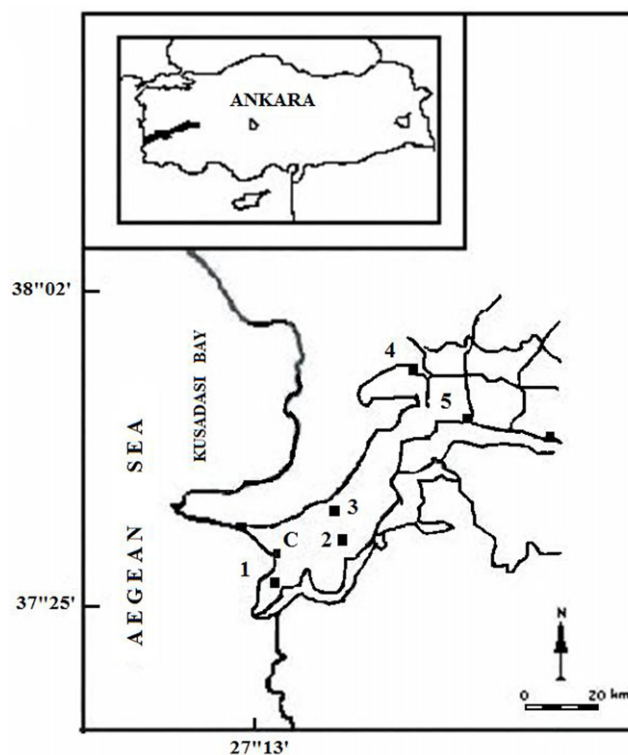 ANKARA
38"02'
KUSADASI BAY
AEGEAN SEA
4
5
3
C
2
1
37"25'
N
0 20 km
27"13'